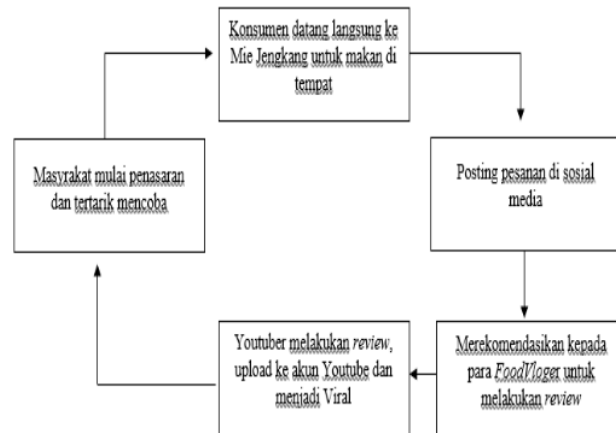 Konsumen datang langsung ke
Mie Jengkang untuk makan di
tempat
Posting pesanan di sosial
media
Merekomendasikan kepada
para FoodVloger untuk
melakukan review
Youtuber melakukan review,
upload ke akun Youtube dan
menjadi Viral
Masyrakat mulai penasaran
dan tertarik mencoba